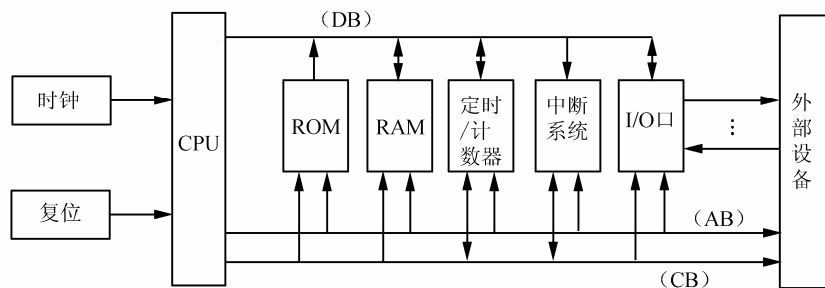 （DB）
时钟
复位
CPU
ROM
RAM
定时
/计
数器
中断
系统
I/O口
...
外
部
设
备
（AB）
（CB）